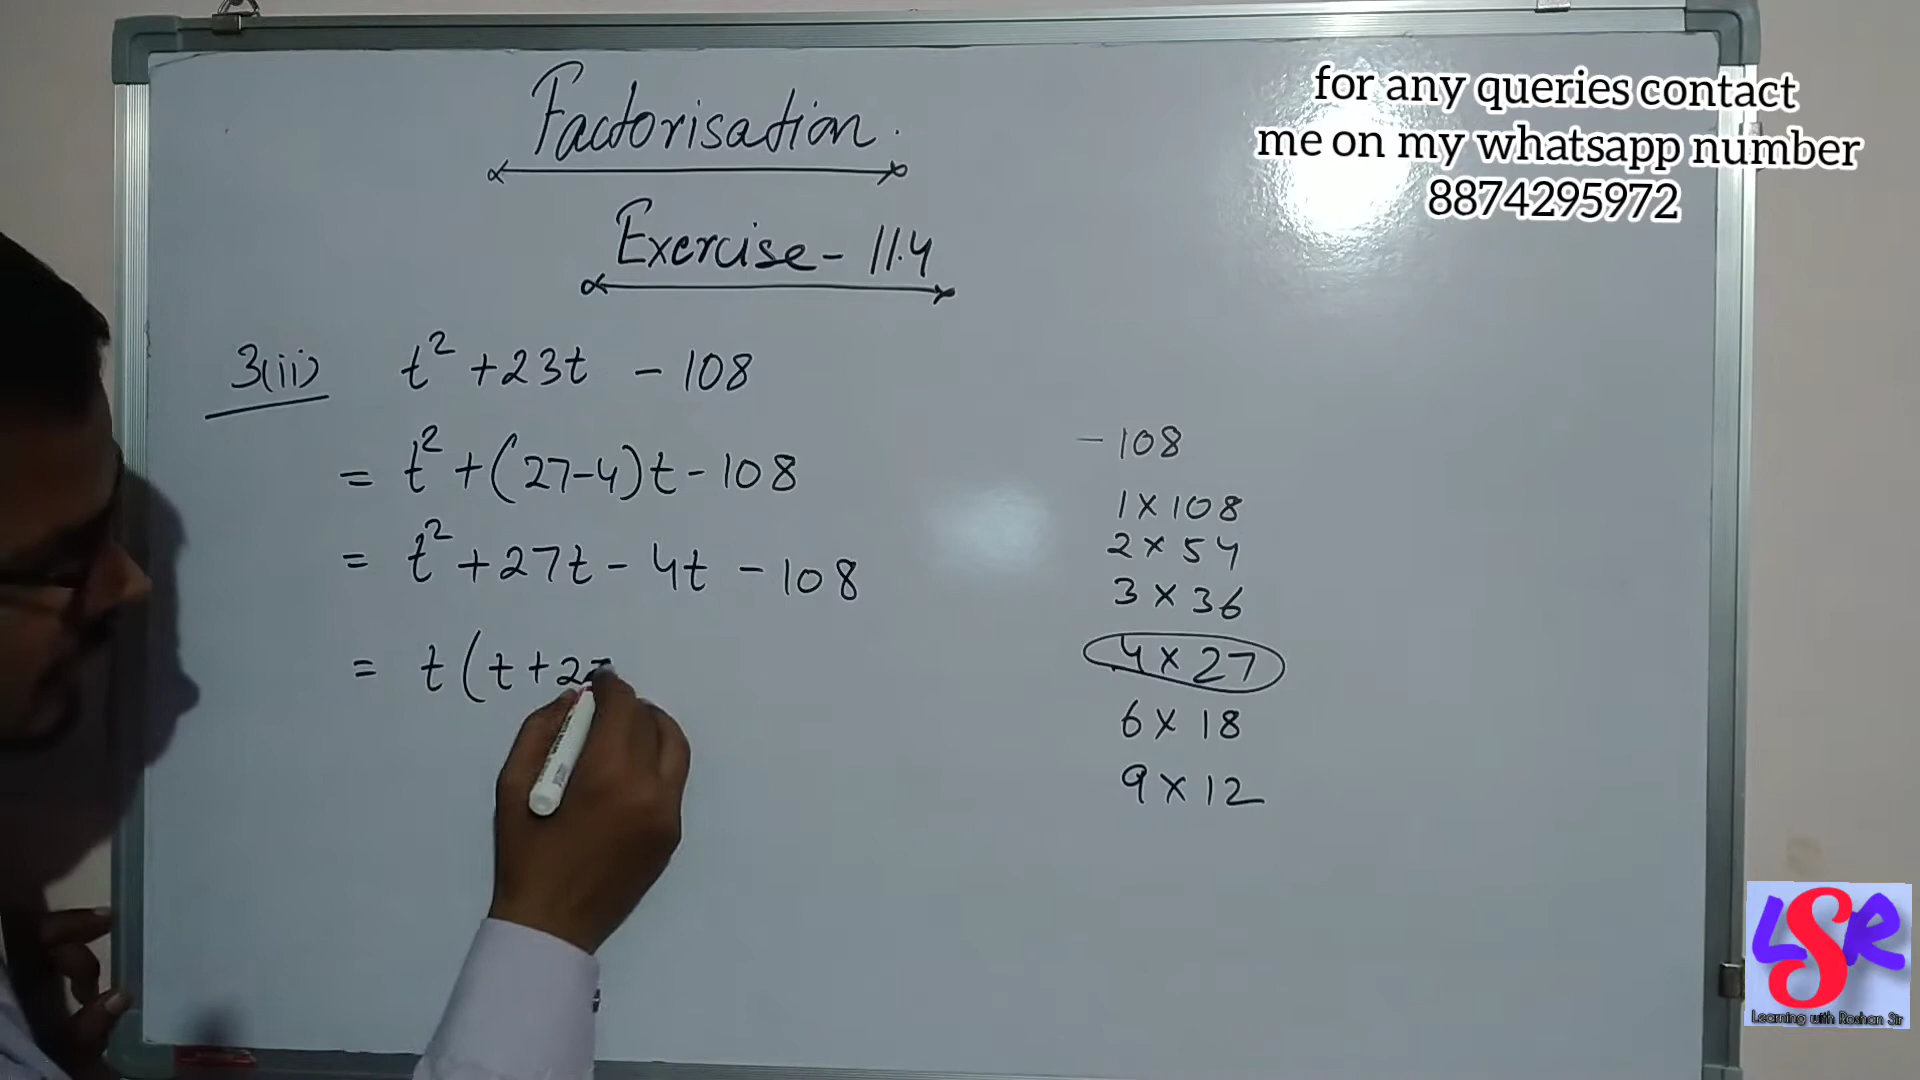 Factorisation.
Exercise - 11.4
3(ii) t² + 23t - 108
= t² + (27-4)t - 108
= t² + 27t - 4t - 108
= t(t+27
- 108
1 × 108
2 × 54
3 × 36
4 × 27
6 × 18
9 × 12
for any queries contact
me on my whatsapp number
8874295972
LSR
Learning with Roshan Sir